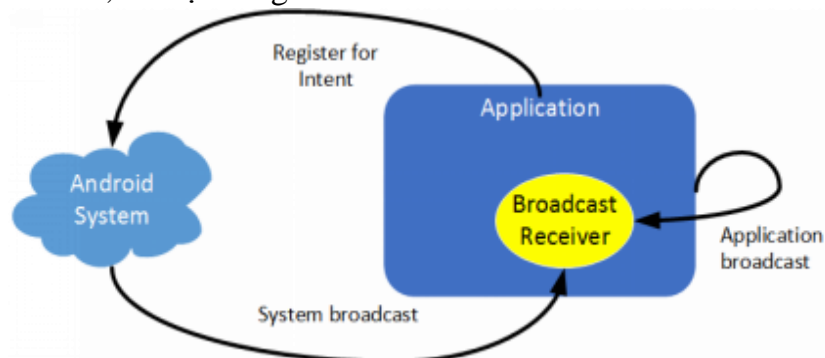 Register for
Intent
Application
Android
System
Broadcast
Receiver
Application
broadcast
System broadcast